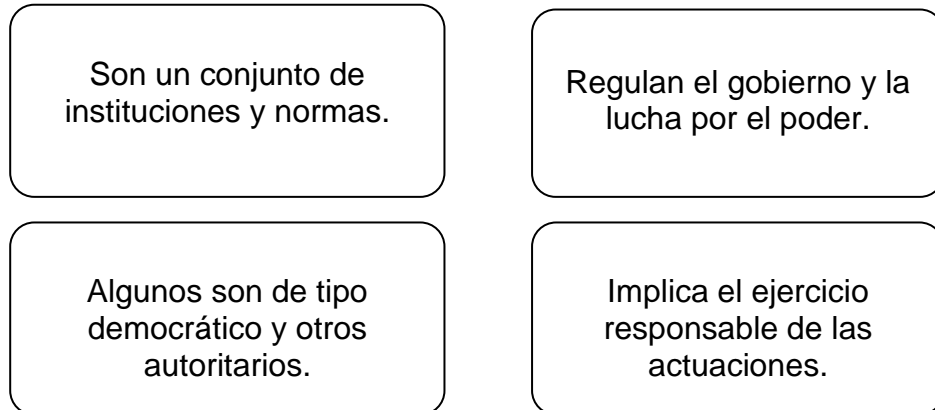 Son un conjunto de
instituciones y normas.
Regulan el gobierno y la
lucha por el poder.
Algunos son de tipo
democrático y otros
autoritarios.
Implica el ejercicio
responsable de las
actuaciones.